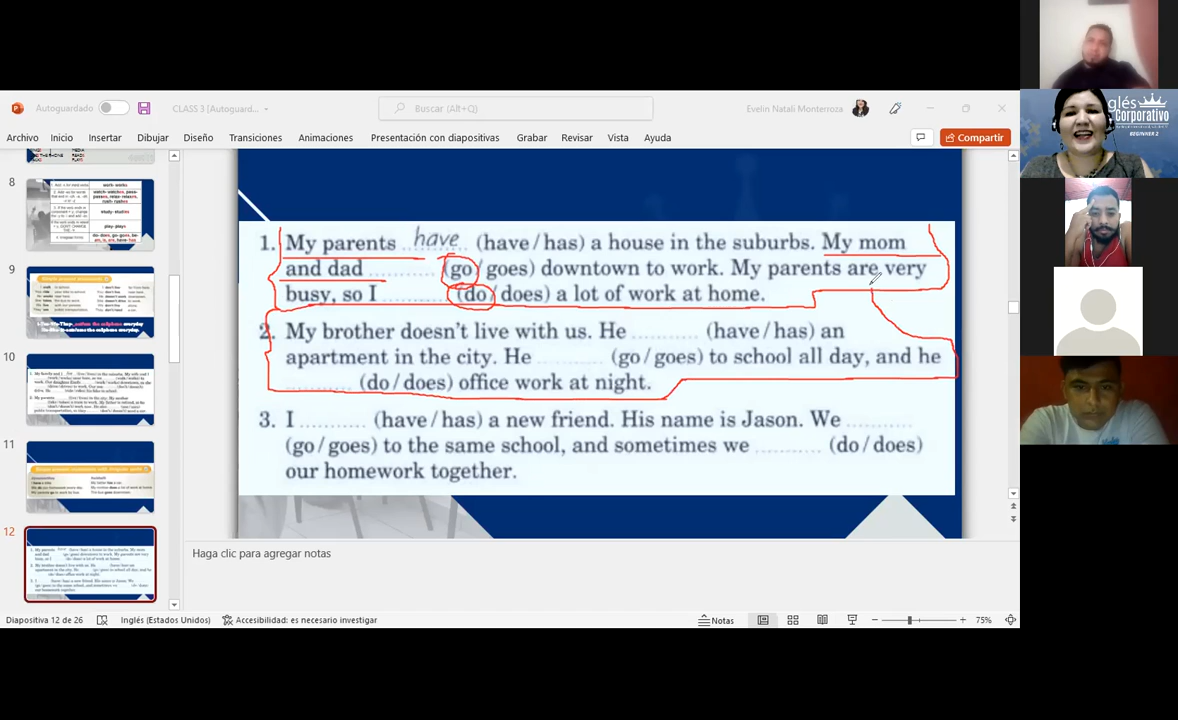 Autoguardado
CLASS 3 [Autoguard...
Buscar (Alt+Q)
Evelin Natali Monterroza
Archivo Inicio Insertar Dibujar Diseño Transiciones Animaciones Presentación con diapositivas Grabar Revisar Vista Ayuda
Compartir
glés
Corporativo
BEGINNER 2
8
9
10
11
12
1. My parents have (have/has) a house in the suburbs. My mom
and dad .......... (go/goes) downtown to work. My parents are very
busy, so I .......... (do/does) a lot of work at home.
2. My brother doesn't live with us. He .......... (have/has) an
apartment in the city. He .......... (go/goes) to school all day, and he
.......... (do/does) office work at night.
3. I .......... (have/has) a new friend. His name is Jason. We ..........
(go/goes) to the same school, and sometimes we .......... (do/does)
our homework together.
Haga clic para agregar notas
Diapositiva 12 de 26
Inglés (Estados Unidos)
Accesibilidad: es necesario investigar
Notas
75%